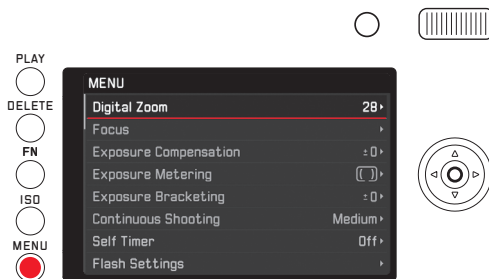 PLAY
DELETE
FN
ISO
MENU
MENU
Digital Zoom 28
Focus
Exposure Compensation ±0
Exposure Metering
Exposure Bracketing ±0
Continuous Shooting Medium
Self Timer Off
Flash Settings